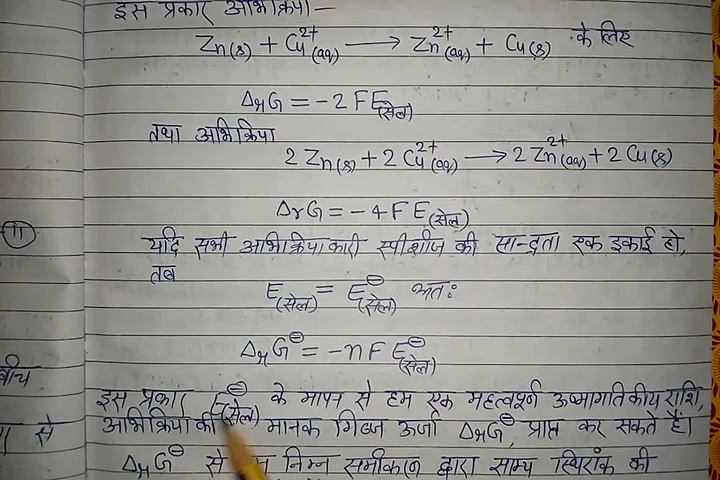 इस प्रकार अभिक्रिया —
Zn(s) + Cu²⁺(aq) ⟶ Zn²⁺(aq) + Cu(s) के लिए
ΔrG = -2FE(सेल)
तथा अभिक्रिया
2Zn(s) + 2Cu²⁺(aq) ⟶ 2Zn²⁺(aq) + 2Cu(s)
ΔrG = -4FE(सेल)
11
यदि सभी अभिक्रियाकारी स्पीशीज की सान्द्रता एक इकाई हो,
तब
E(सेल) = E⊖(सेल) अतः
ΔrG⊖ = -nFE⊖(सेल)
बीच
इस प्रकार E⊖(सेल) के मापन से हम एक महत्वपूर्ण ऊष्मागतिकीय राशि,
से
अभिक्रिया की मानक गिब्ज ऊर्जा ΔrG⊖, प्राप्त कर सकते हैं।
ΔrG⊖ से निम्न समीकरण द्वारा साम्य स्थिरांक की